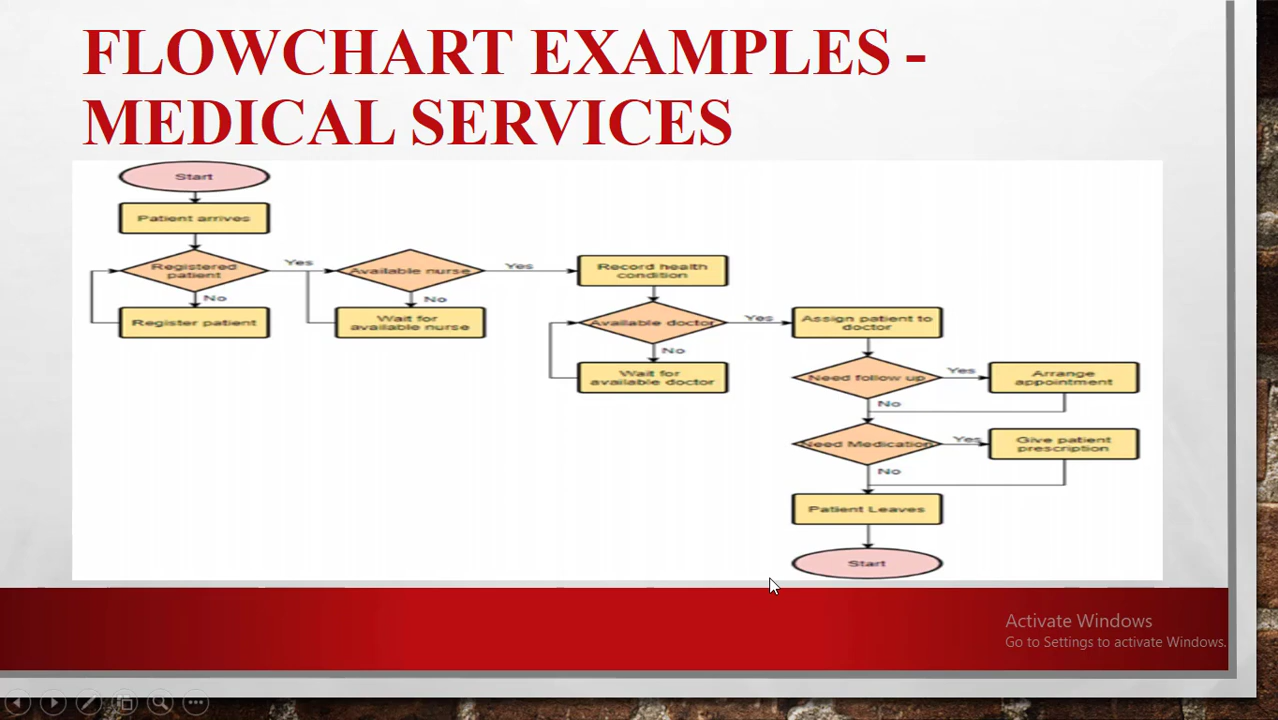 FLOWCHART EXAMPLES -
MEDICAL SERVICES
Start
Patient arrives
Registered
patient
Yes
No
Register patient
Available nurse
Yes
No
Wait for
available nurse
Record health
condition
Available doctor
Yes
No
Wait for
available doctor
Assign patient to
doctor
Need follow up
Yes
No
Arrange
appointment
Need Medication
Yes
No
Give patient
prescription
Patient Leaves
Start
Activate Windows
Go to Settings to activate Windows.